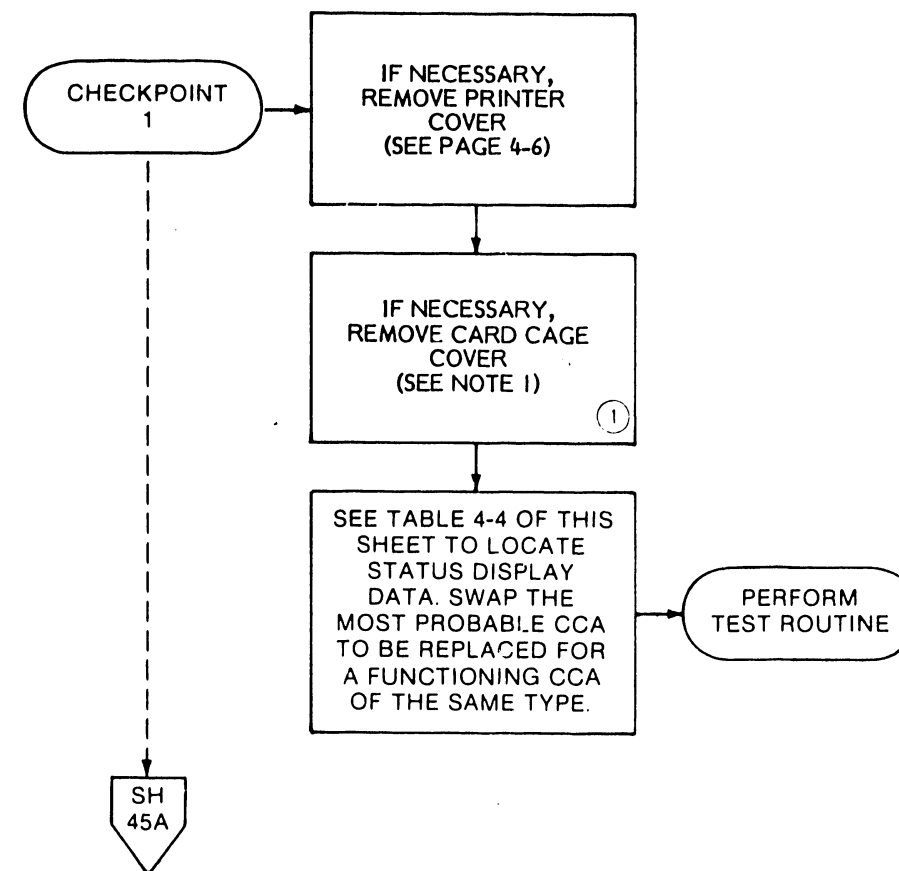 CHECKPOINT
1
IF NECESSARY,
REMOVE PRINTER
COVER
(SEE PAGE 4-6)
IF NECESSARY,
REMOVE CARD CAGE
COVER
(SEE NOTE 1)
1
SEE TABLE 4-4 OF THIS
SHEET TO LOCATE
STATUS DISPLAY
DATA. SWAP THE
MOST PROBABLE CCA
TO BE REPLACED FOR
A FUNCTIONING CCA
OF THE SAME TYPE.
PERFORM
TEST ROUTINE
SH
45A